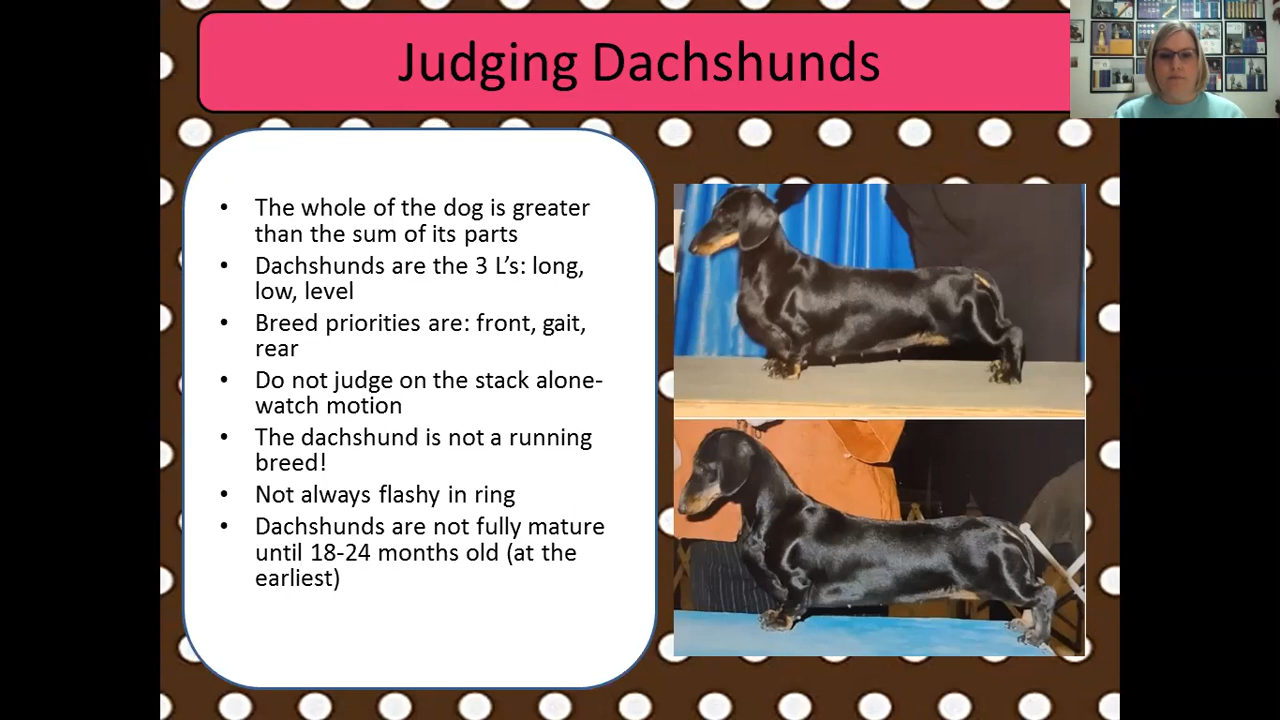 Judging Dachshunds
• The whole of the dog is greater
than the sum of its parts
• Dachshunds are the 3 L’s: long,
low, level
• Breed priorities are: front, gait,
rear
• Do not judge on the stack alone-
watch motion
• The dachshund is not a running
breed!
• Not always flashy in ring
• Dachshunds are not fully mature
until 18-24 months old (at the
earliest)